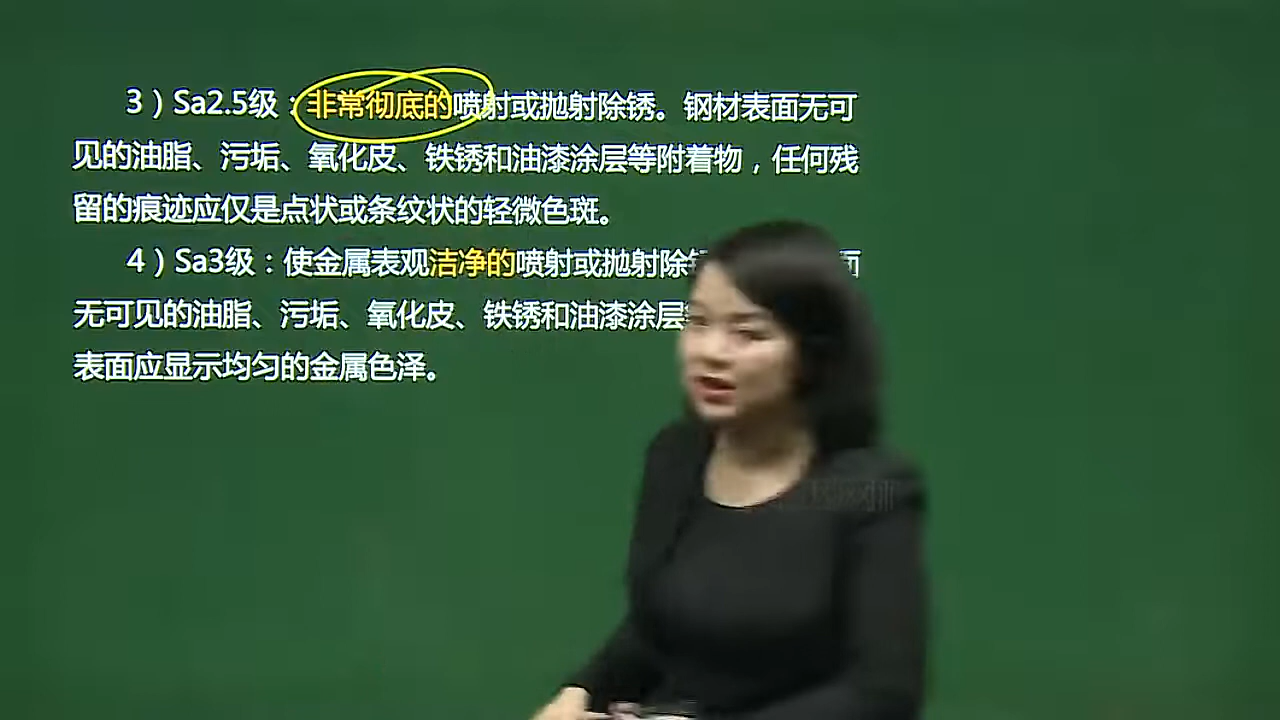 3）Sa2.5级：非常彻底的喷射或抛射除锈。钢材表面无可
见的油脂、污垢、氧化皮、铁锈和油漆涂层等附着物，任何残
留的痕迹应仅是点状或条纹状的轻微色斑。
4）Sa3级：使金属表观洁净的喷射或抛射除锈 面
无可见的油脂、污垢、氧化皮、铁锈和油漆涂层
表面应显示均匀的金属色泽。